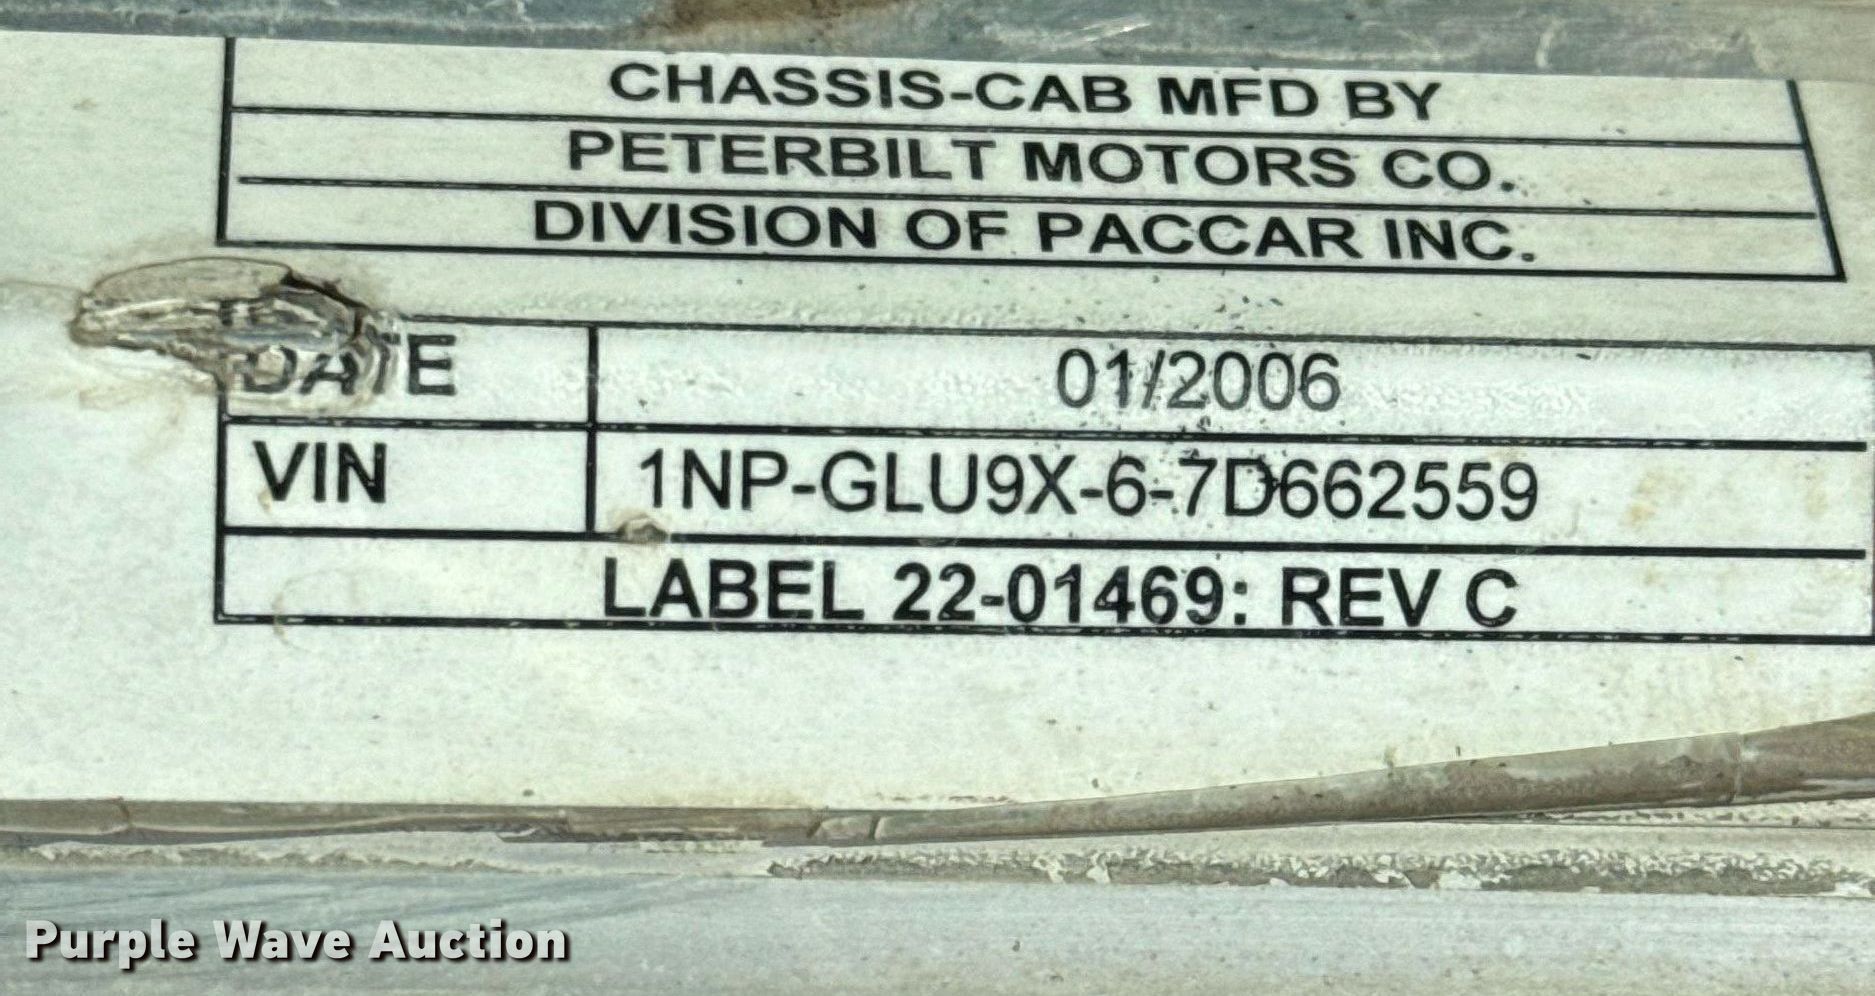 CHASSIS-CAB MFD BY
PETERBILT MOTORS CO.
DIVISION OF PACCAR INC.
DATE 01/2006
VIN 1NP-GLU9X-6-7D662559
LABEL 22-01469: REV C
Purple Wave Auction